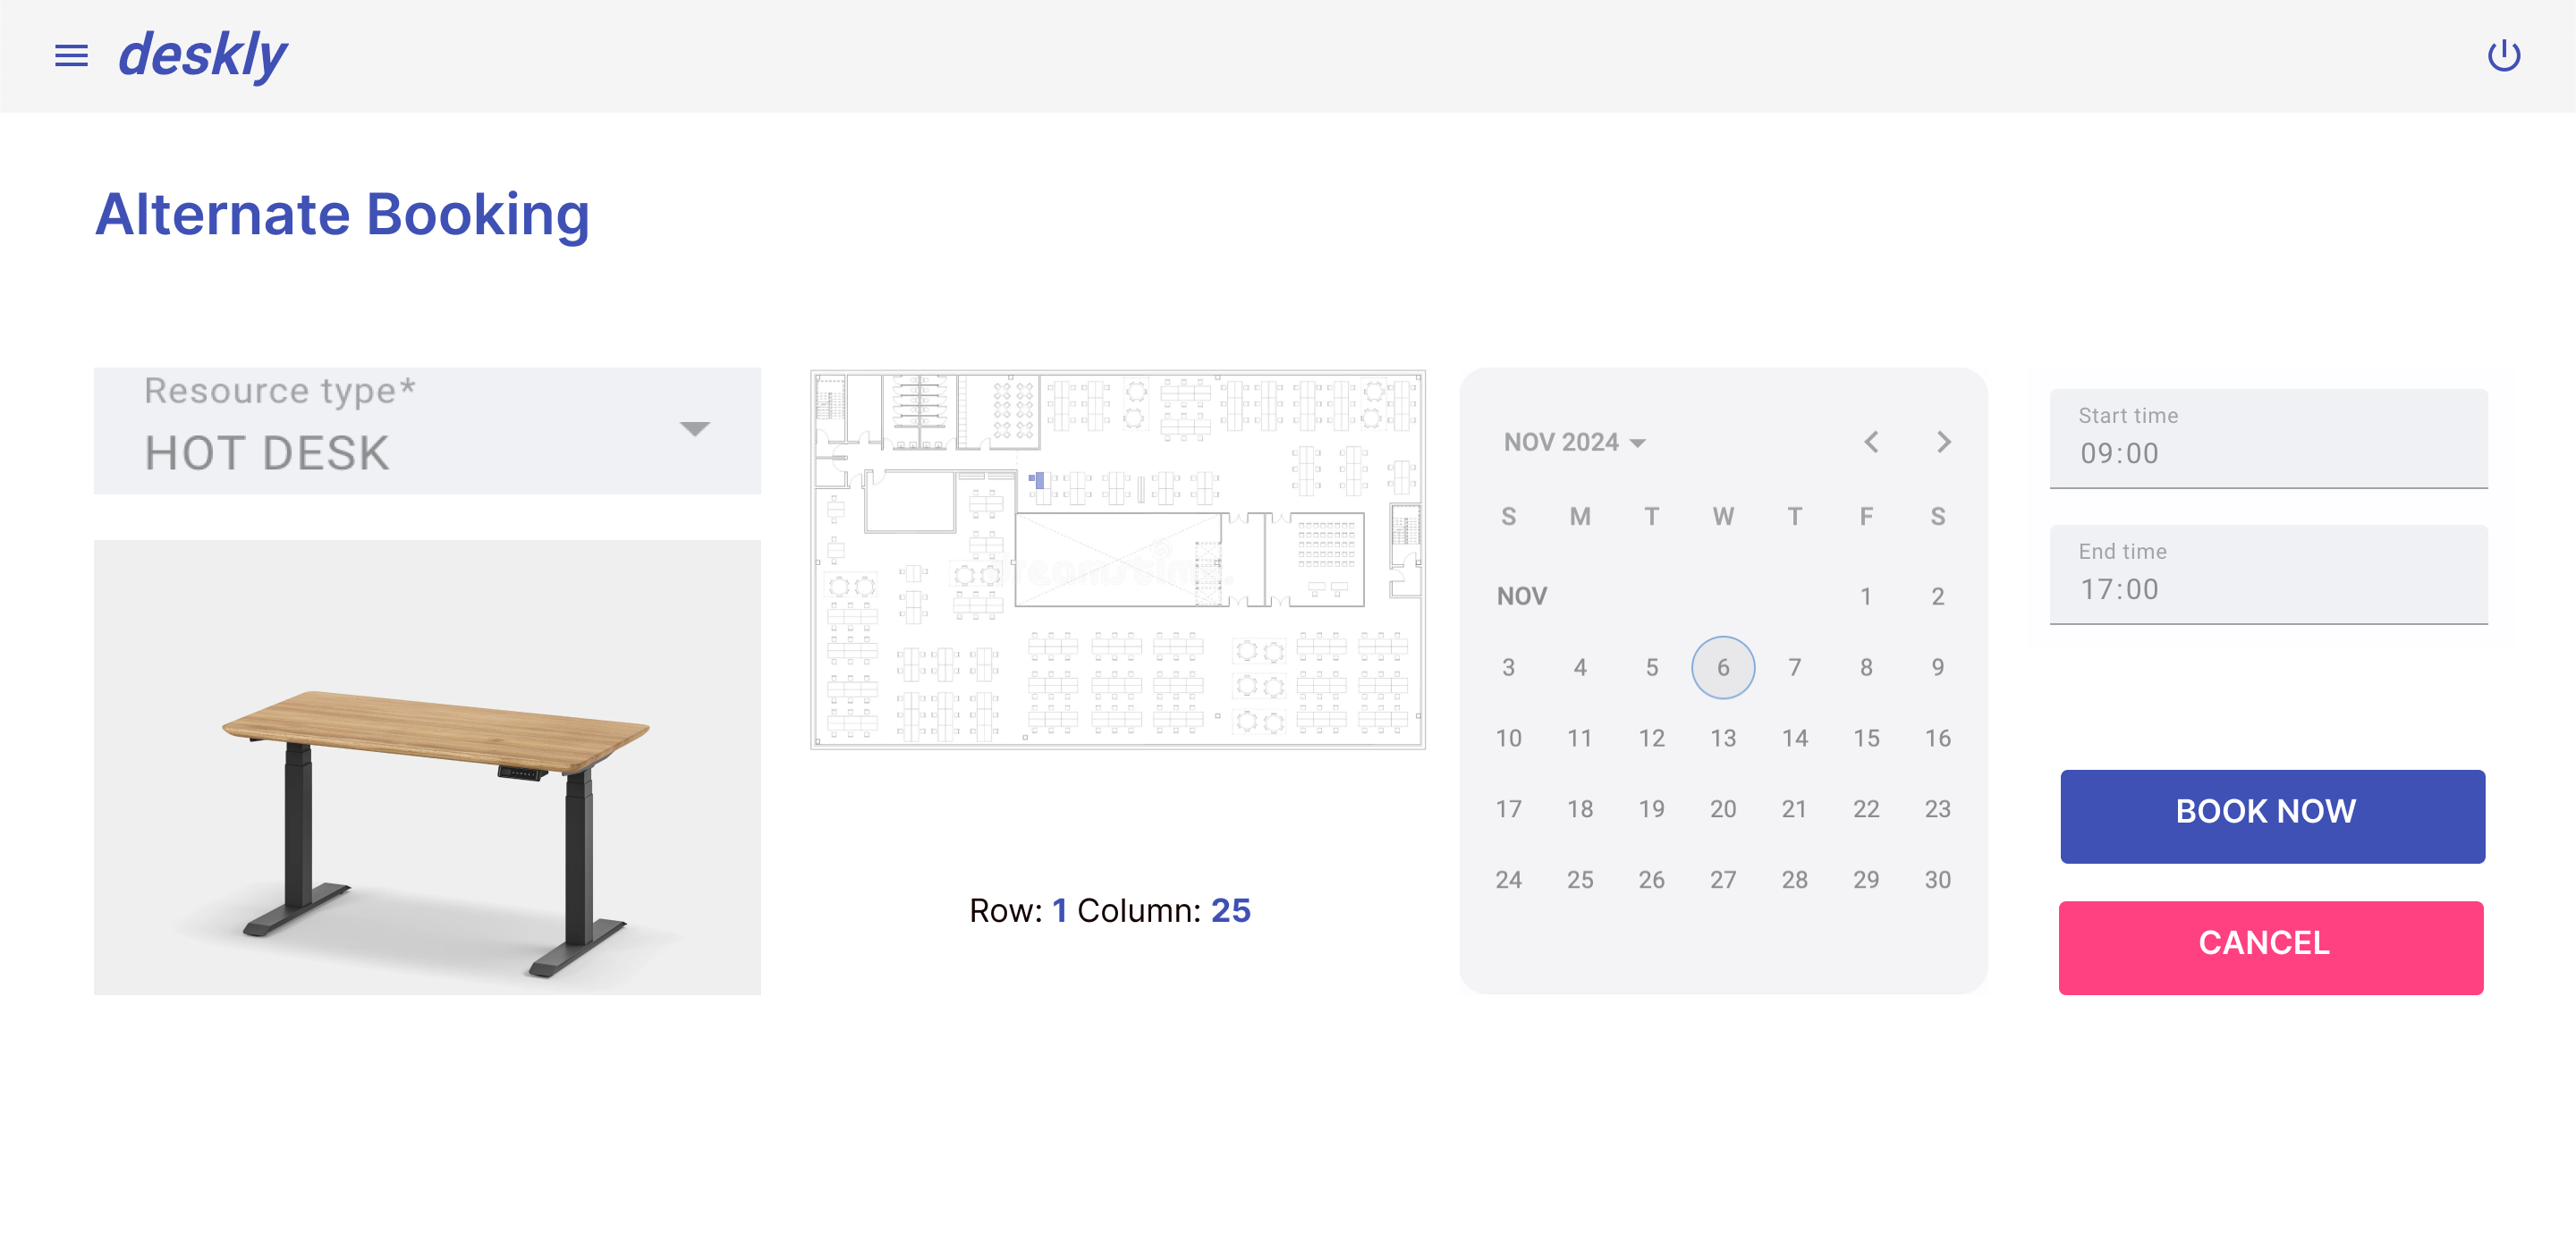 deskly
Alternate Booking
Resource type*
HOT DESK
Row: 1 Column: 25
NOV 2024
S M T W T F S
NOV 1 2
3 4 5 6 7 8 9
10 11 12 13 14 15 16
17 18 19 20 21 22 23
24 25 26 27 28 29 30
Start time
09:00
End time
17:00
BOOK NOW
CANCEL